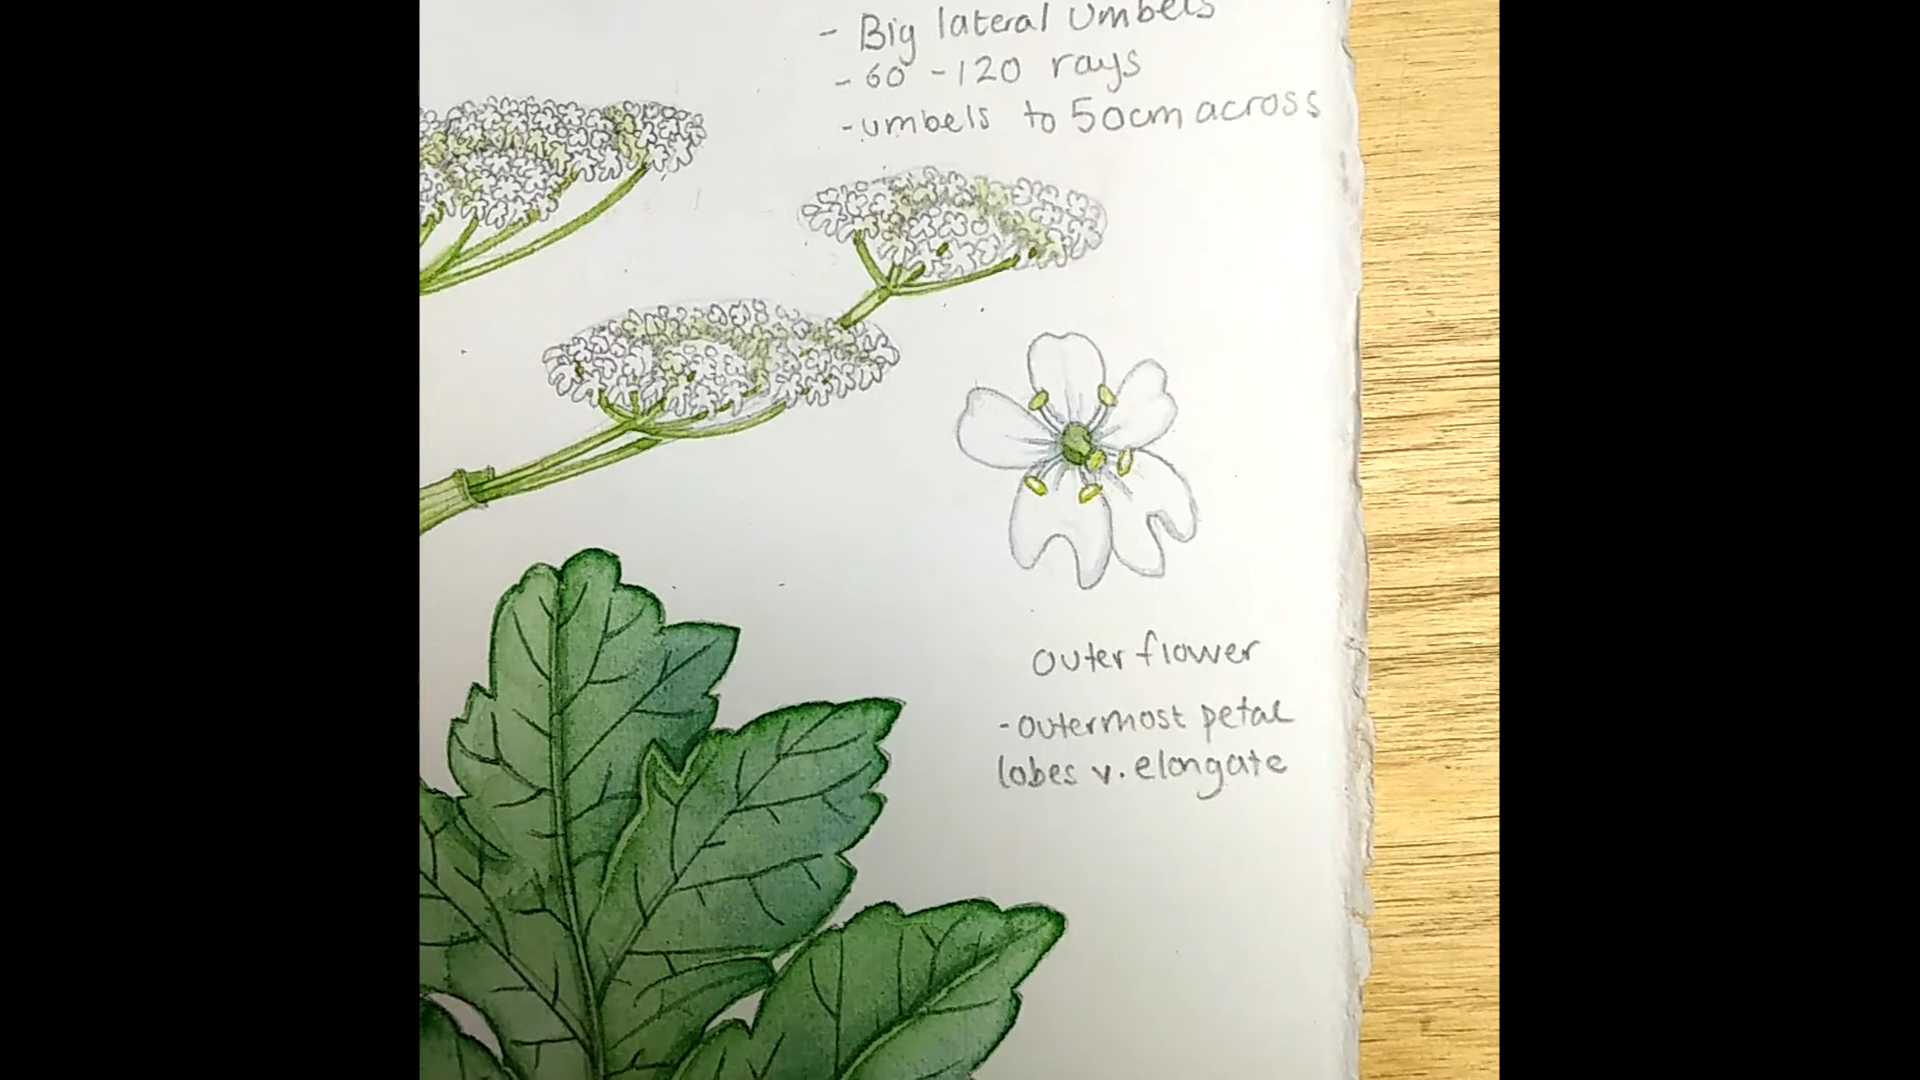 - Big lateral Umbels
- 60 - 120 rays
- umbels to 50cm across
outer flower
- outermost petal
lobes v. elongate